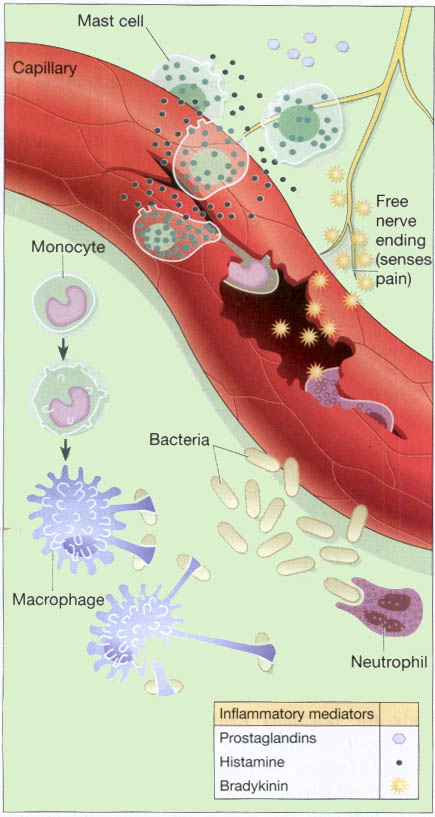 Mast cell
Capillary
Free
nerve
ending
(senses
pain)
Monocyte
Bacteria
Macrophage
Neutrophil
Inflammatory mediators
Prostaglandins
Histamine
Bradykinin